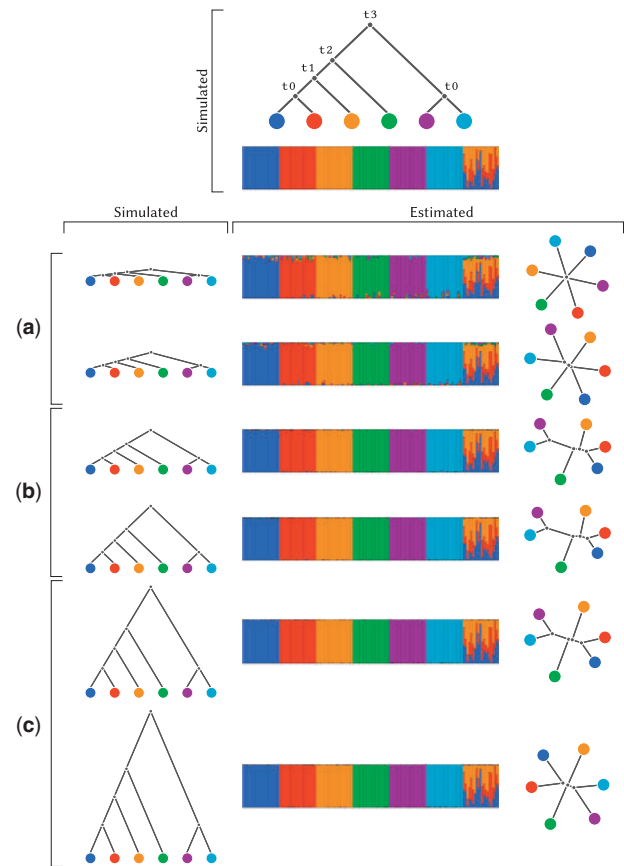 Simulated
t3
t2
t1
t0
t0
Simulated
Estimated
(a)
(b)
(c)